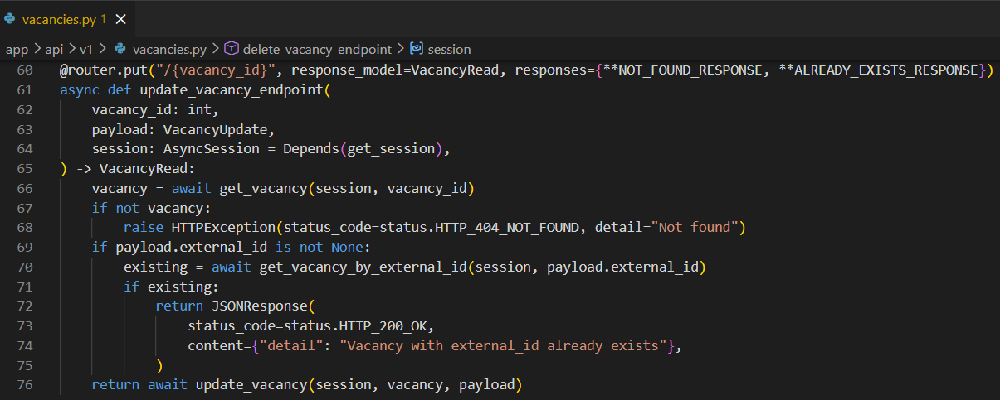 vacancies.py 1 ×
app > api > v1 > vacancies.py > delete_vacancy_endpoint > session
60 @router.put("/{vacancy_id}", response_model=VacancyRead, responses={**NOT_FOUND_RESPONSE, **ALREADY_EXISTS_RESPONSE})
61 async def update_vacancy_endpoint(
62     vacancy_id: int,
63     payload: VacancyUpdate,
64     session: AsyncSession = Depends(get_session),
65 ) -> VacancyRead:
66     vacancy = await get_vacancy(session, vacancy_id)
67     if not vacancy:
68         raise HTTPException(status_code=status.HTTP_404_NOT_FOUND, detail="Not found")
69     if payload.external_id is not None:
70         existing = await get_vacancy_by_external_id(session, payload.external_id)
71         if existing:
72             return JSONResponse(
73                 status_code=status.HTTP_200_OK,
74                 content={"detail": "Vacancy with external_id already exists"},
75             )
76     return await update_vacancy(session, vacancy, payload)